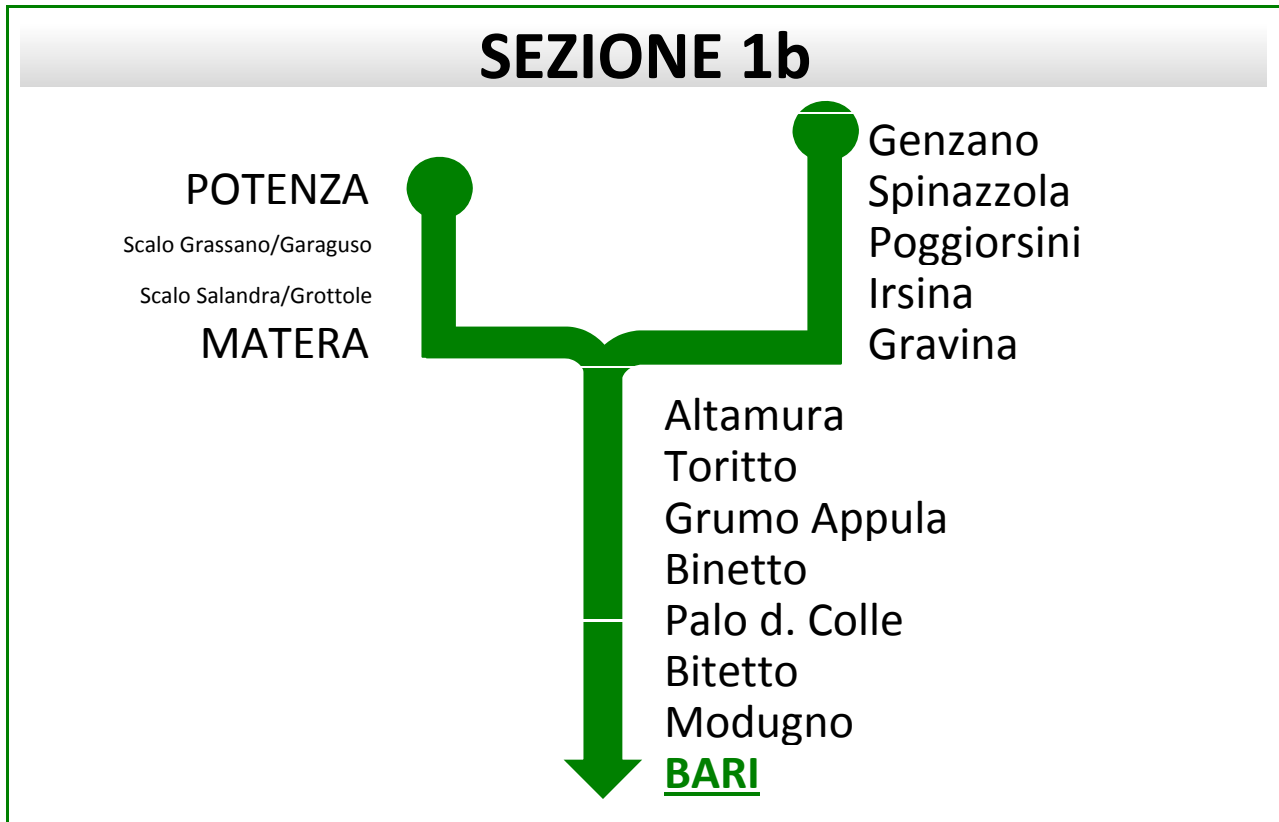 SEZIONE 1b
POTENZA
Scalo Grassano/Garaguso
Scalo Salandra/Grottole
MATERA
Genzano
Spinazzola
Poggiorsini
Irsina
Gravina
Altamura
Toritto
Grumo Appula
Binetto
Palo d. Colle
Bitetto
Modugno
BARI